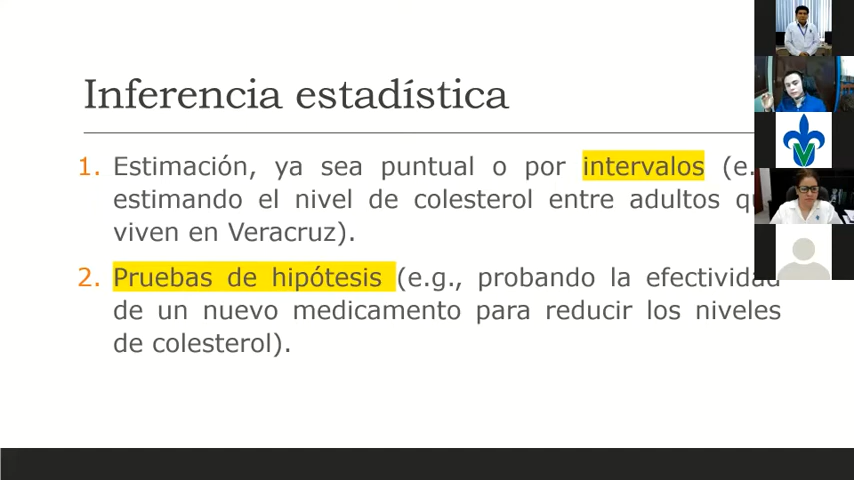 Inferencia estadística
1. Estimación, ya sea puntual o por intervalos (e.
estimando el nivel de colesterol entre adultos
viven en Veracruz).
2. Pruebas de hipótesis (e.g., probando la efectividad
de un nuevo medicamento para reducir los niveles
de colesterol).